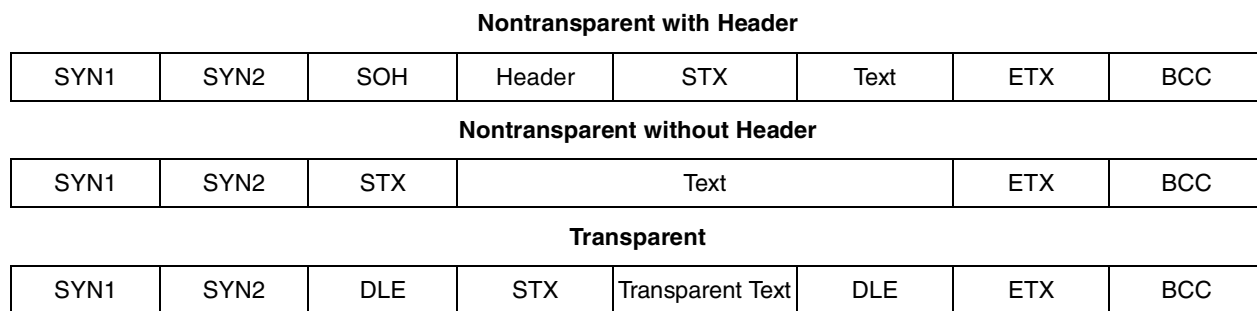 Nontransparent with Header
SYN1 SYN2 SOH Header STX Text ETX BCC
Nontransparent without Header
SYN1 SYN2 STX Text ETX BCC
Transparent
SYN1 SYN2 DLE STX Transparent Text DLE ETX BCC